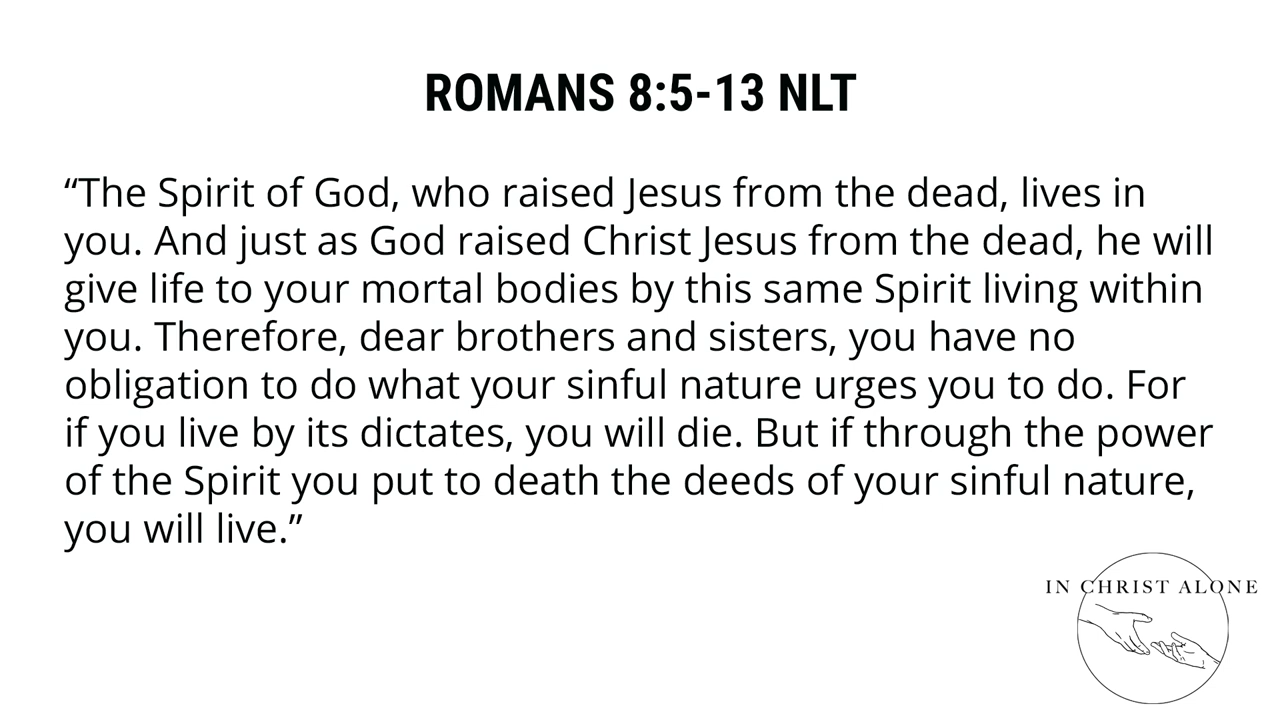 ROMANS 8:5-13 NLT
“The Spirit of God, who raised Jesus from the dead, lives in
you. And just as God raised Christ Jesus from the dead, he will
give life to your mortal bodies by this same Spirit living within
you. Therefore, dear brothers and sisters, you have no
obligation to do what your sinful nature urges you to do. For
if you live by its dictates, you will die. But if through the power
of the Spirit you put to death the deeds of your sinful nature,
you will live.”
IN CHRIST ALONE